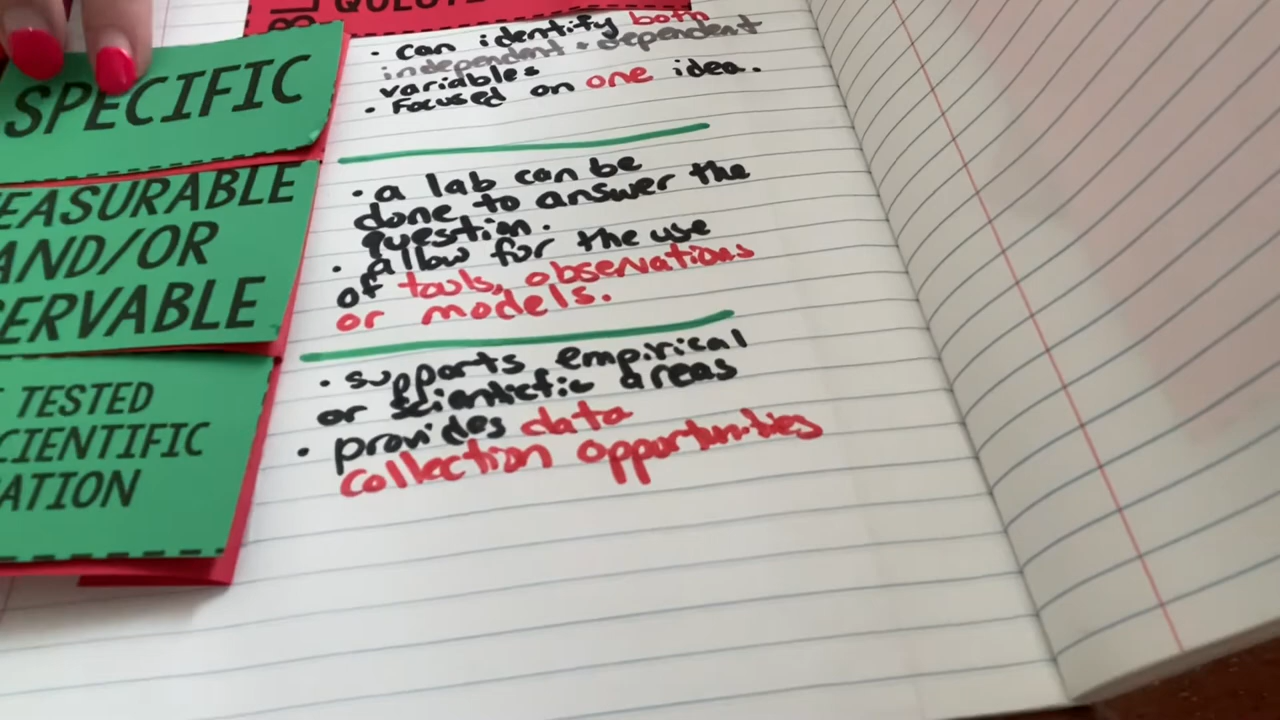 QUESTI
SPECIFIC
EASURABLE
AND/OR
ERVABLE
TESTED
CIENTIFIC
ATION
• can identify both
independent + dependent
variables
• Focused on one idea.
• a lab can be
done to answer the
question.
• allow for the use
of tools, observations
or models.
• supports empirical
or scientific areas
• provides data
collection opportunities